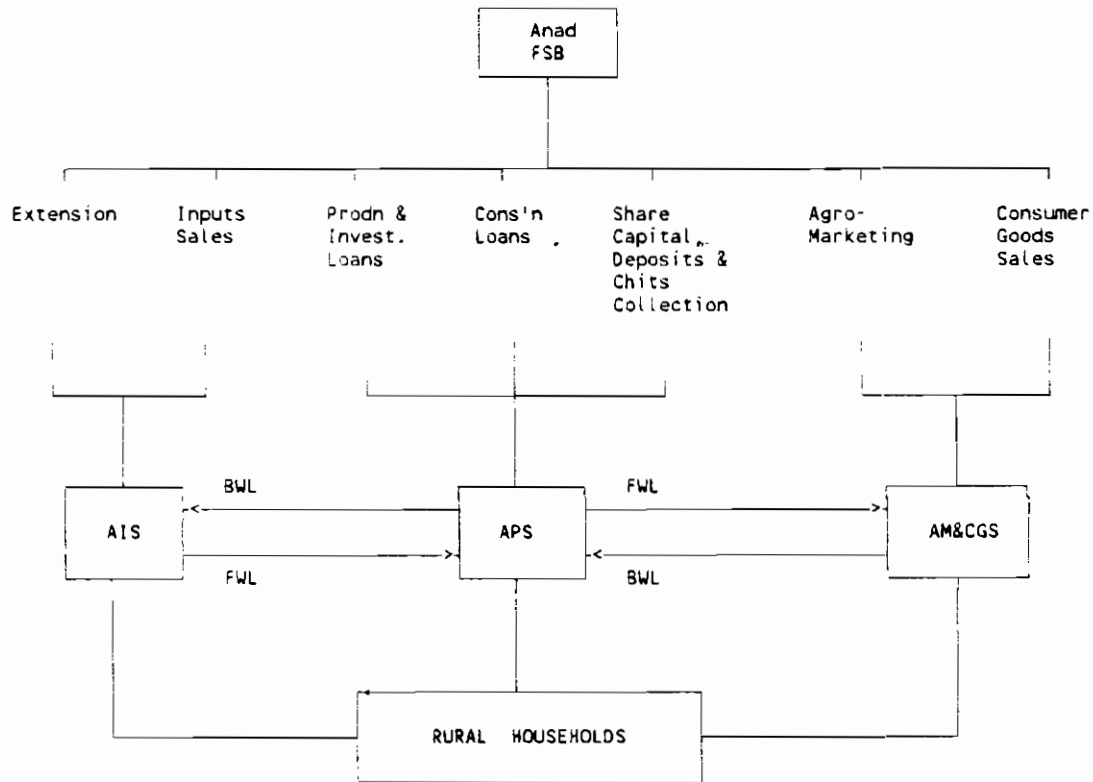 Anad
FSB
Extension
Inputs
Sales
Prodn &
Invest.
Loans
Cons'n
Loans
Share
Capital
Deposits &
Chits
Collection
Agro-
Marketing
Consumer
Goods
Sales
BWL
FWL
AIS
APS
AM&CGS
FWL
BWL
RURAL HOUSEHOLDS